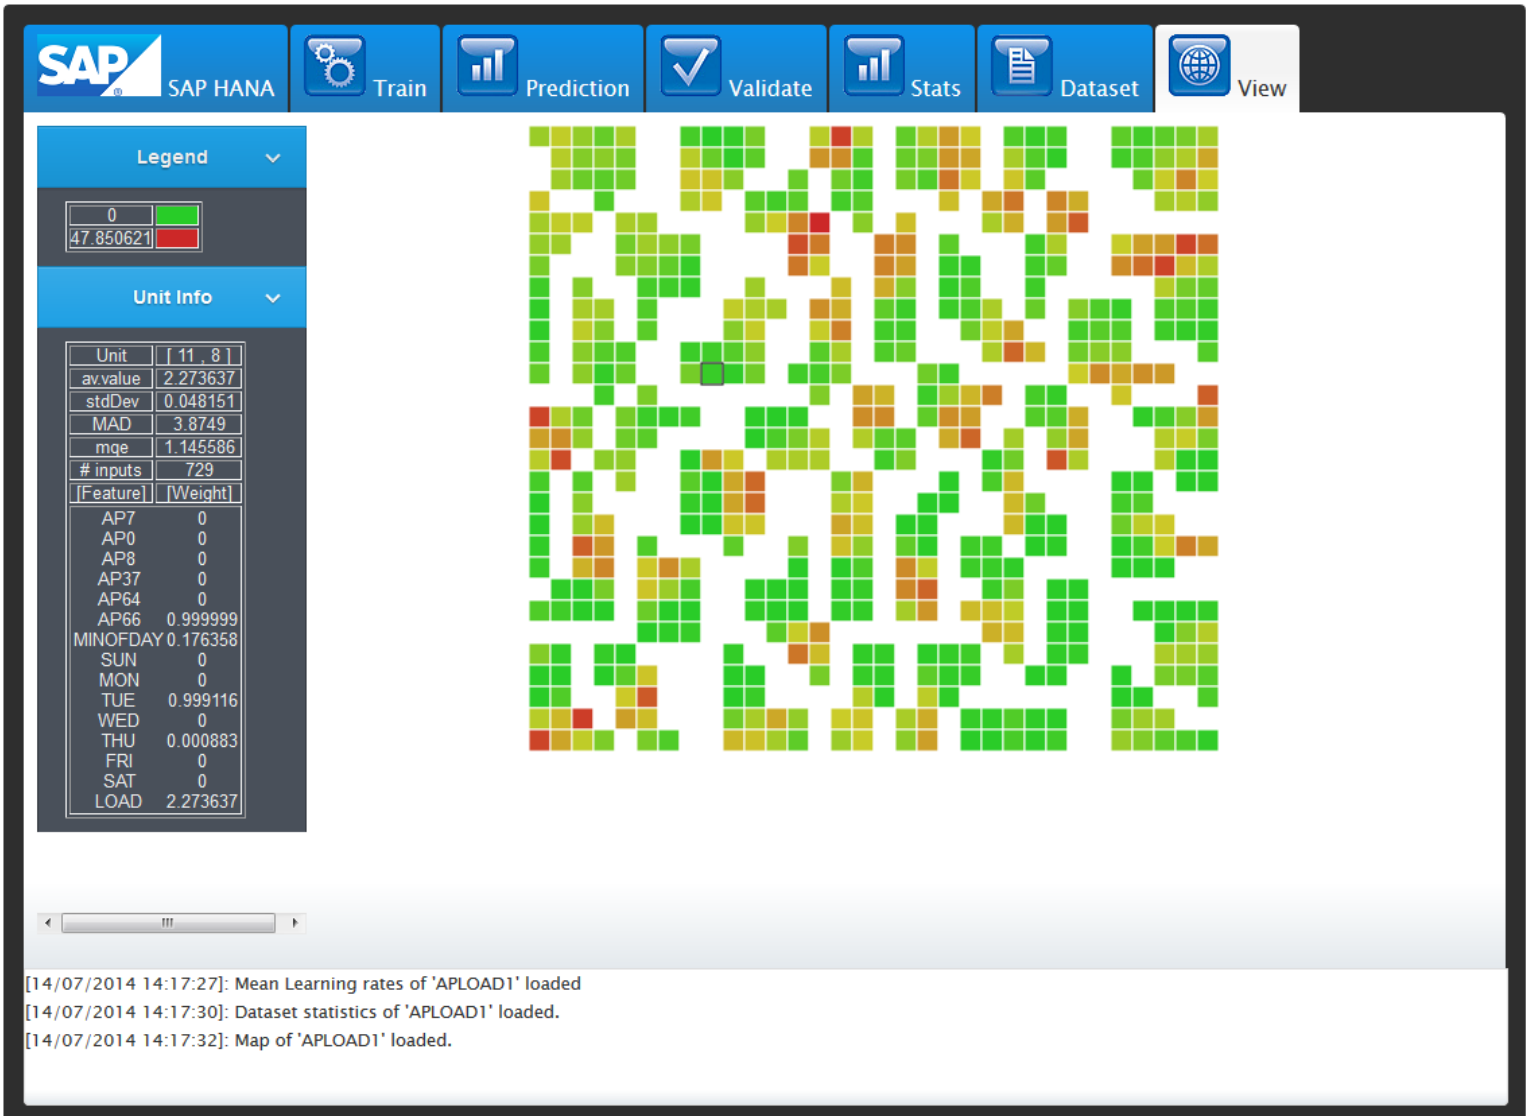 SAP ® SAP HANA Train Prediction Validate Stats Dataset View
Legend
0
47.850621
Unit Info
Unit [ 11 , 8 ]
av.value 2.273637
stdDev 0.048151
MAD 3.8749
mqe 1.145586
# inputs 729
[Feature] [Weight]
AP7 0
AP0 0
AP8 0
AP37 0
AP64 0
AP66 0.999999
MINOFDAY 0.176358
SUN 0
MON 0
TUE 0.999116
WED 0
THU 0.000883
FRI 0
SAT 0
LOAD 2.273637
[14/07/2014 14:17:27]: Mean Learning rates of 'APLOAD1' loaded
[14/07/2014 14:17:30]: Dataset statistics of 'APLOAD1' loaded.
[14/07/2014 14:17:32]: Map of 'APLOAD1' loaded.